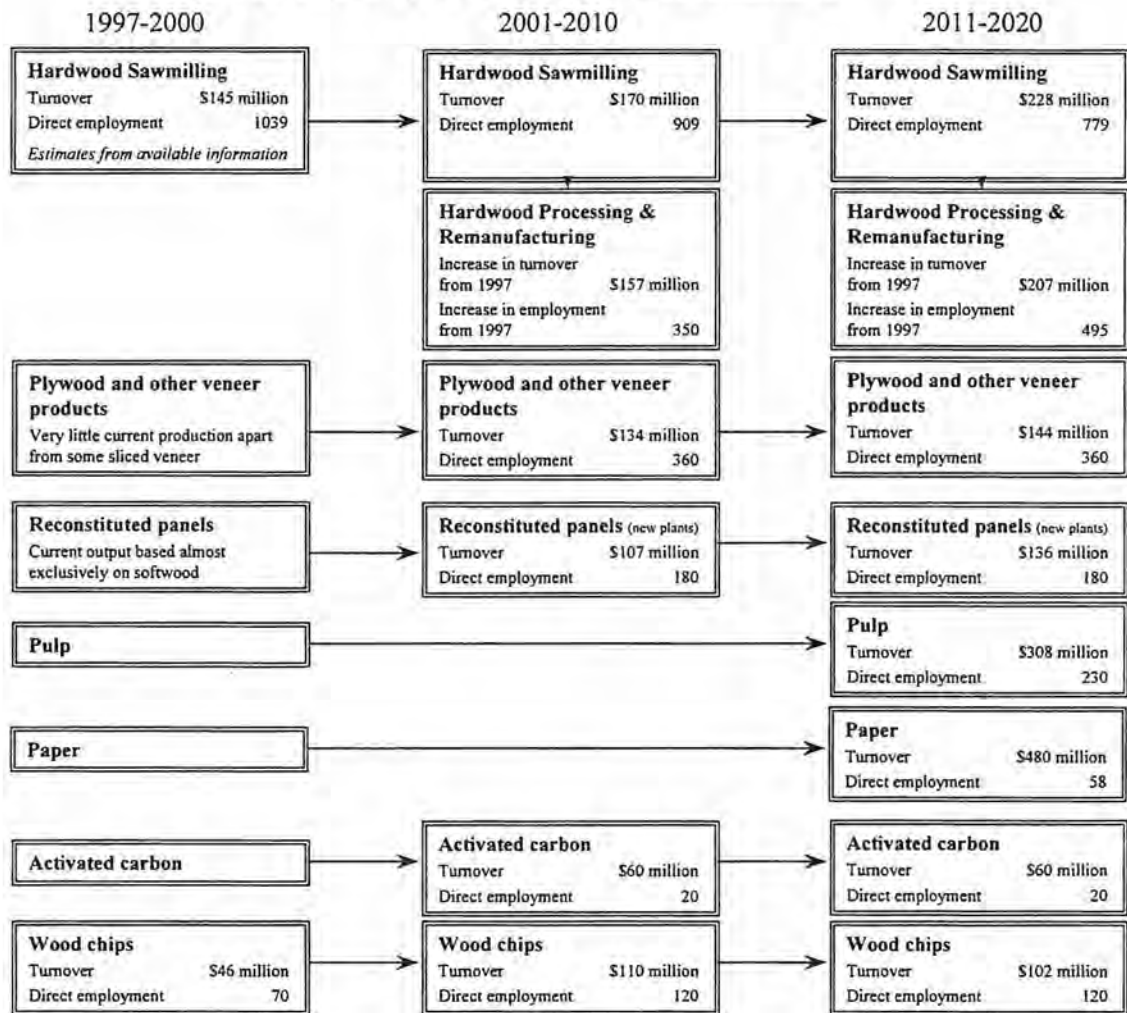 1997-2000
2001-2010
2011-2020
Hardwood Sawmilling
Turnover $145 million
Direct employment 1039
Estimates from available information
Hardwood Sawmilling
Turnover $170 million
Direct employment 909
Hardwood Sawmilling
Turnover $228 million
Direct employment 779
Hardwood Processing &
Remanufacturing
Increase in turnover
from 1997 $157 million
Increase in employment
from 1997 350
Hardwood Processing &
Remanufacturing
Increase in turnover
from 1997 $207 million
Increase in employment
from 1997 495
Plywood and other veneer
products
Very little current production apart
from some sliced veneer
Plywood and other veneer
products
Turnover $134 million
Direct employment 360
Plywood and other veneer
products
Turnover $144 million
Direct employment 360
Reconstituted panels
Current output based almost
exclusively on softwood
Reconstituted panels (new plants)
Turnover $107 million
Direct employment 180
Reconstituted panels (new plants)
Turnover $136 million
Direct employment 180
Pulp
Pulp
Turnover $308 million
Direct employment 230
Paper
Paper
Turnover $480 million
Direct employment 58
Activated carbon
Activated carbon
Turnover $60 million
Direct employment 20
Activated carbon
Turnover $60 million
Direct employment 20
Wood chips
Turnover $46 million
Direct employment 70
Wood chips
Turnover $110 million
Direct employment 120
Wood chips
Turnover $102 million
Direct employment 120